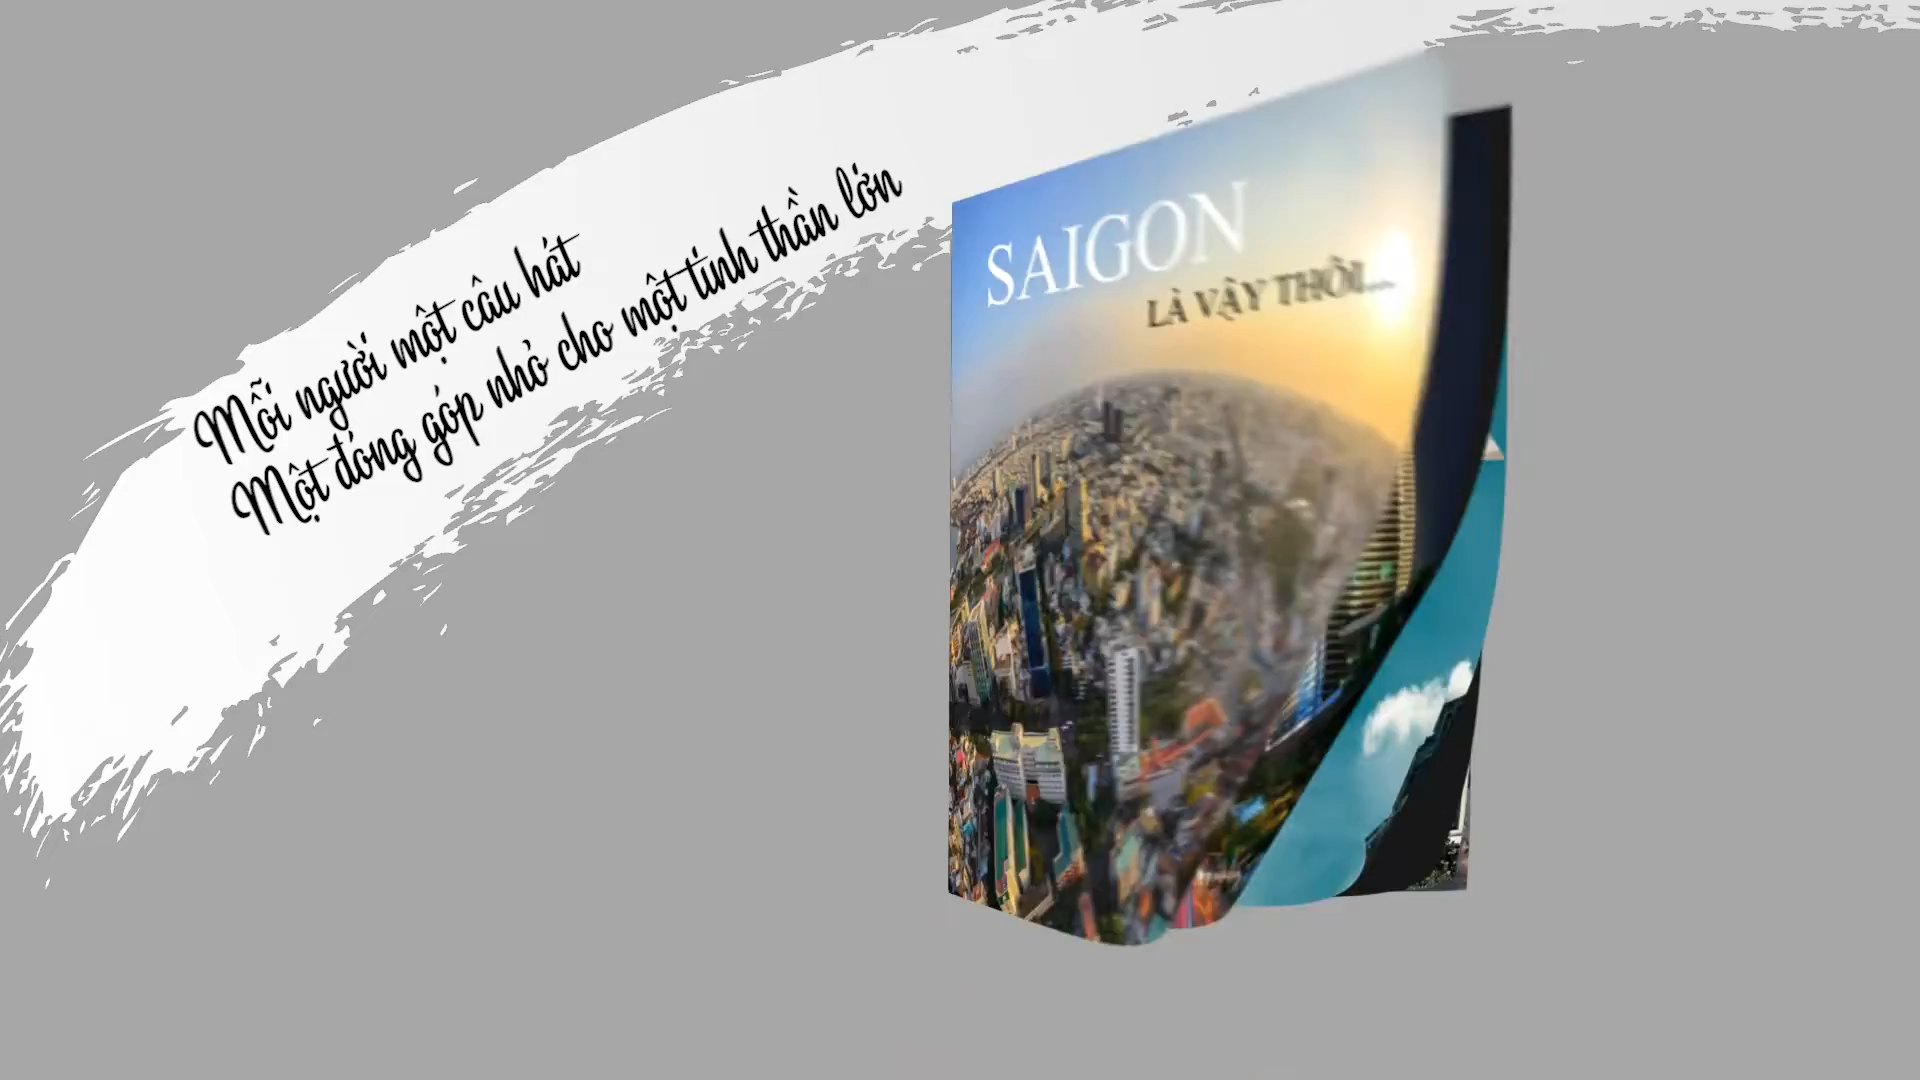 Mỗi người một câu hát
Một đóng góp nhỏ cho một tinh thần lớn
SAIGON
LÀ VẬY THÔI...